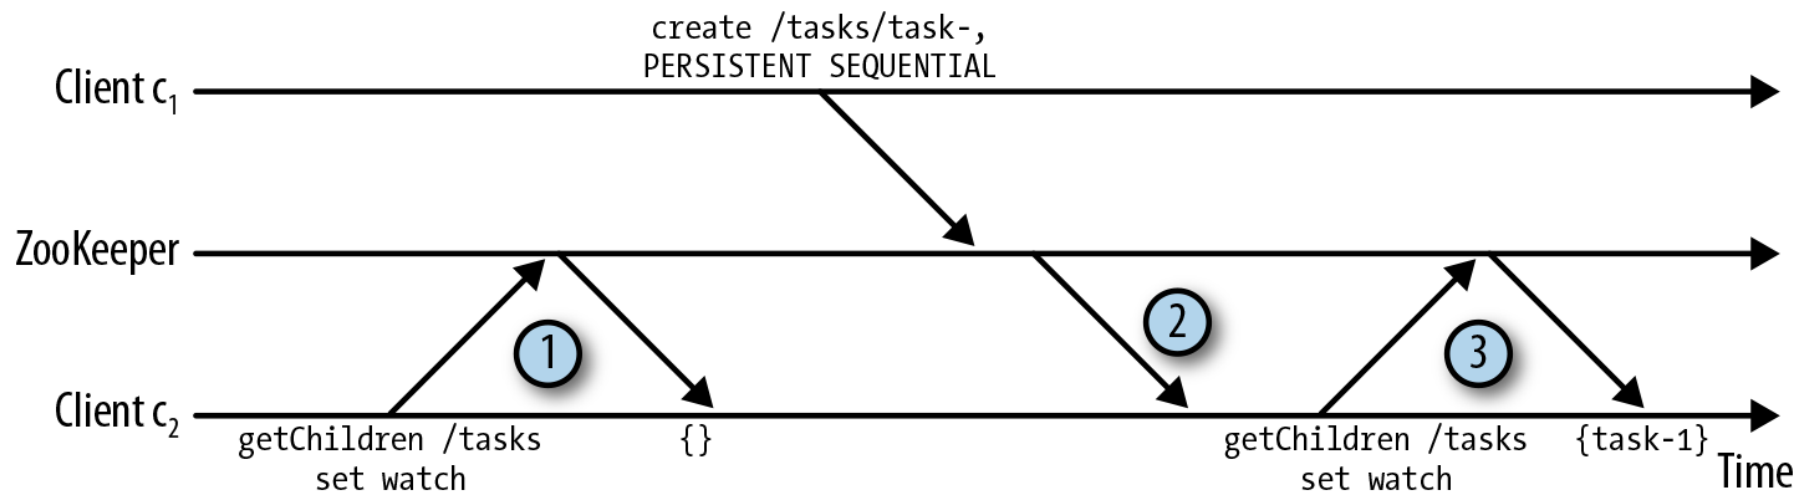 create /tasks/task-,
PERSISTENT SEQUENTIAL
Client c1
ZooKeeper
1
2
3
Client c2
getChildren /tasks
set watch
{}
getChildren /tasks
set watch
{task-1}
Time